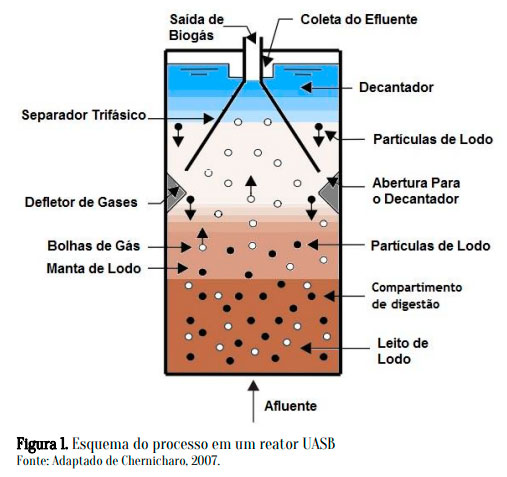 Saída de
Biogás
Coleta do Efluente
Decantador
Separador Trifásico
Partículas de Lodo
Defletor de Gases
Abertura Para
o Decantador
Bolhas de Gás
Partículas de Lodo
Manta de Lodo
Compartimento
de digestão
Leito de
Lodo
Afluente
Figura 1. Esquema do processo em um reator UASB
Fonte: Adaptado de Chernicharo, 2007.